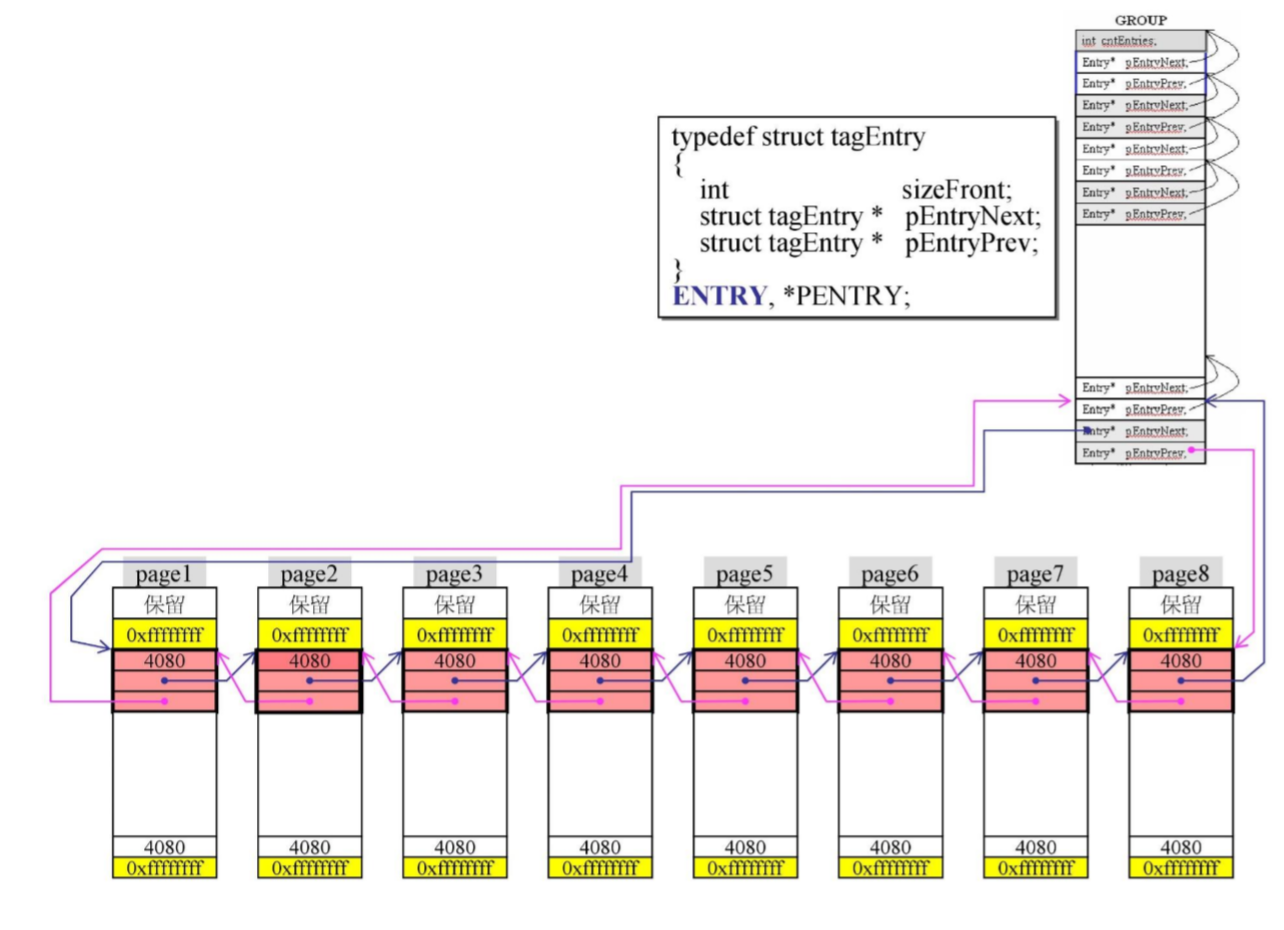 GROUP
int cntEntries,
Entry* pEntryNext;
Entry* pEntryPrev,
Entry* pEntryNext;
Entry* pEntryPrev,
Entry* pEntryNext;
Entry* pEntryPrev,
Entry* pEntryNext;
Entry* pEntryPrev,
typedef struct tagEntry
{
int sizeFront;
struct tagEntry * pEntryNext;
struct tagEntry * pEntryPrev;
}
ENTRY, *PENTRY;
Entry* pEntryNext;
Entry* pEntryPrev,
Entry* pEntryNext;
Entry* pEntryPrev,
page1 page2 page3 page4 page5 page6 page7 page8
保留 保留 保留 保留 保留 保留 保留 保留
0xffffffff 0xffffffff 0xffffffff 0xffffffff 0xffffffff 0xffffffff 0xffffffff 0xffffffff
4080 4080 4080 4080 4080 4080 4080 4080
4080 4080 4080 4080 4080 4080 4080 4080
0xffffffff 0xffffffff 0xffffffff 0xffffffff 0xffffffff 0xffffffff 0xffffffff 0xffffffff